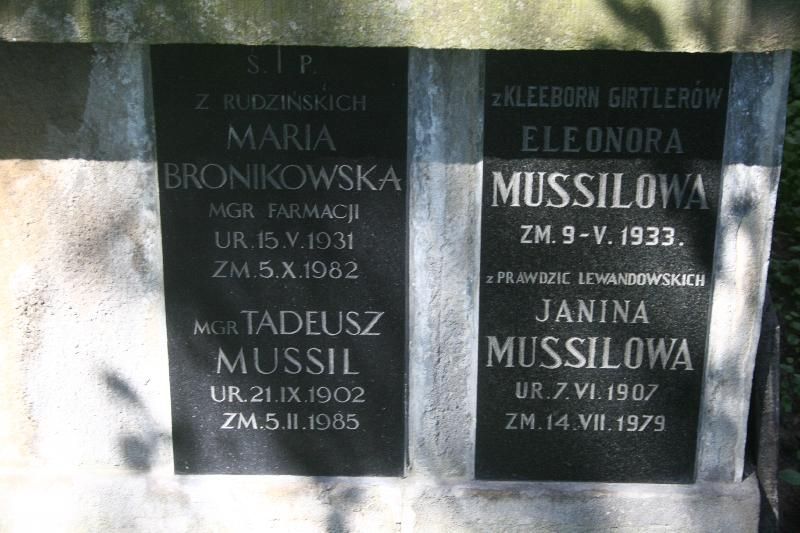 Ś. † P.
Z RUDZIŃSKICH
MARIA
BRONIKOWSKA
MGR FARMACJI
UR. 15.V.1931
ZM. 5.X.1982
MGR TADEUSZ
MUSSIL
UR. 21.IX.1902
ZM. 5.II.1985
z KLEEBORN GIRTLERÓW
ELEONORA
MUSSILOWA
ZM. 9-V. 1933.
z PRAWDZIC LEWANDOWSKICH
JANINA
MUSSILOWA
UR. 7. VI. 1907
ZM. 14. VII. 1979